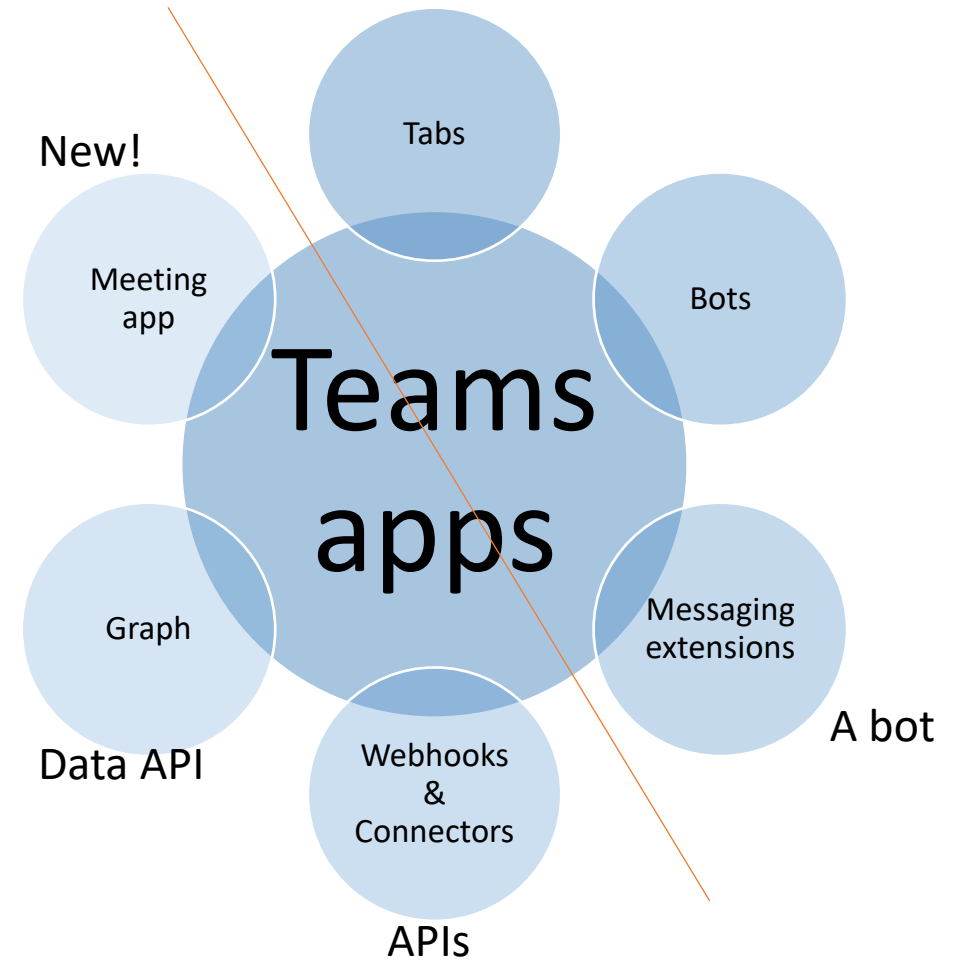 Tabs
New!
Meeting
app
Bots
Teams
apps
Graph
Messaging
extensions
A bot
Data API
Webhooks
&
Connectors
APIs